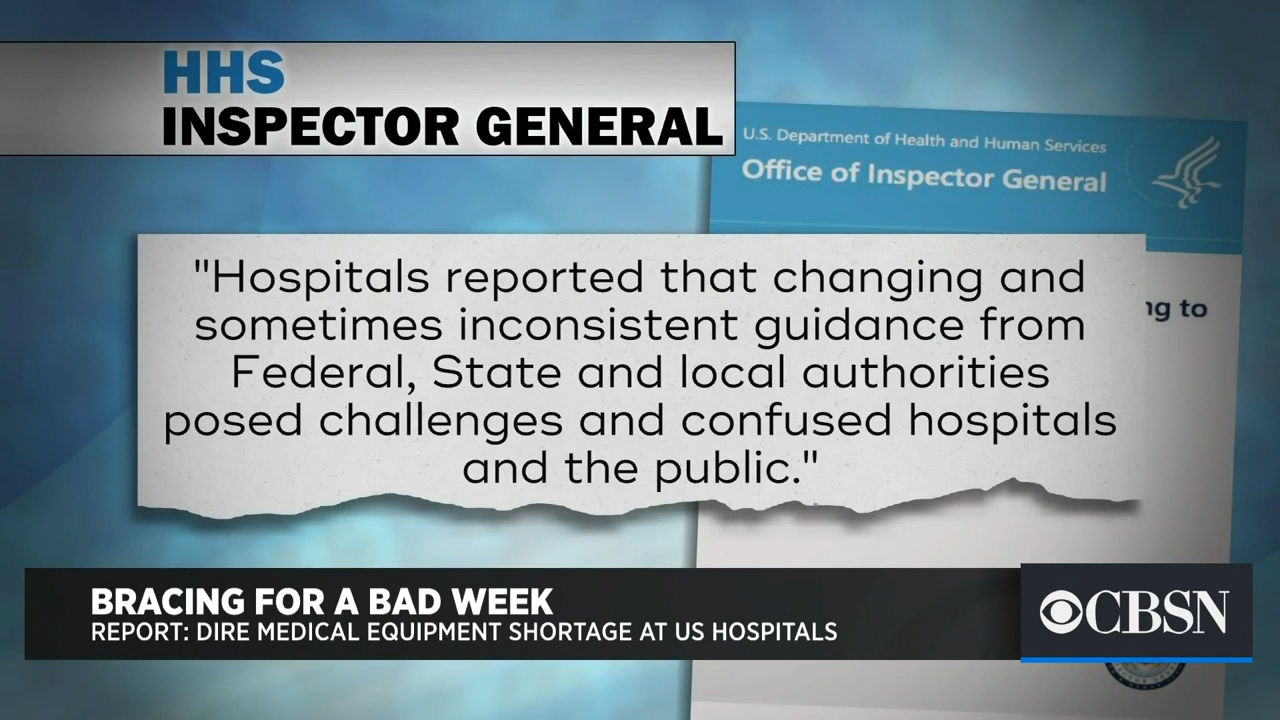 HHS
INSPECTOR GENERAL
U.S. Department of Health and Human Services
Office of Inspector General
ng to
"Hospitals reported that changing and
sometimes inconsistent guidance from
Federal, State and local authorities
posed challenges and confused hospitals
and the public."
BRACING FOR A BAD WEEK
REPORT: DIRE MEDICAL EQUIPMENT SHORTAGE AT US HOSPITALS
CBSN